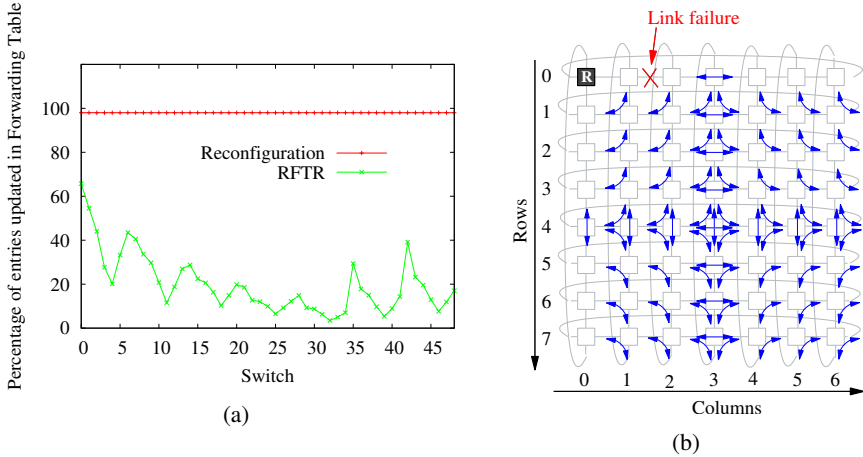 Percentage of entries updated in Forwarding Table
100
80
60
40
20
0
Reconfiguration
RFTR
0 5 10 15 20 25 30 35 40 45
Switch
(a)
Link failure
R
Rows
0
1
2
3
4
5
6
7
0 1 2 3 4 5 6
Columns
(b)